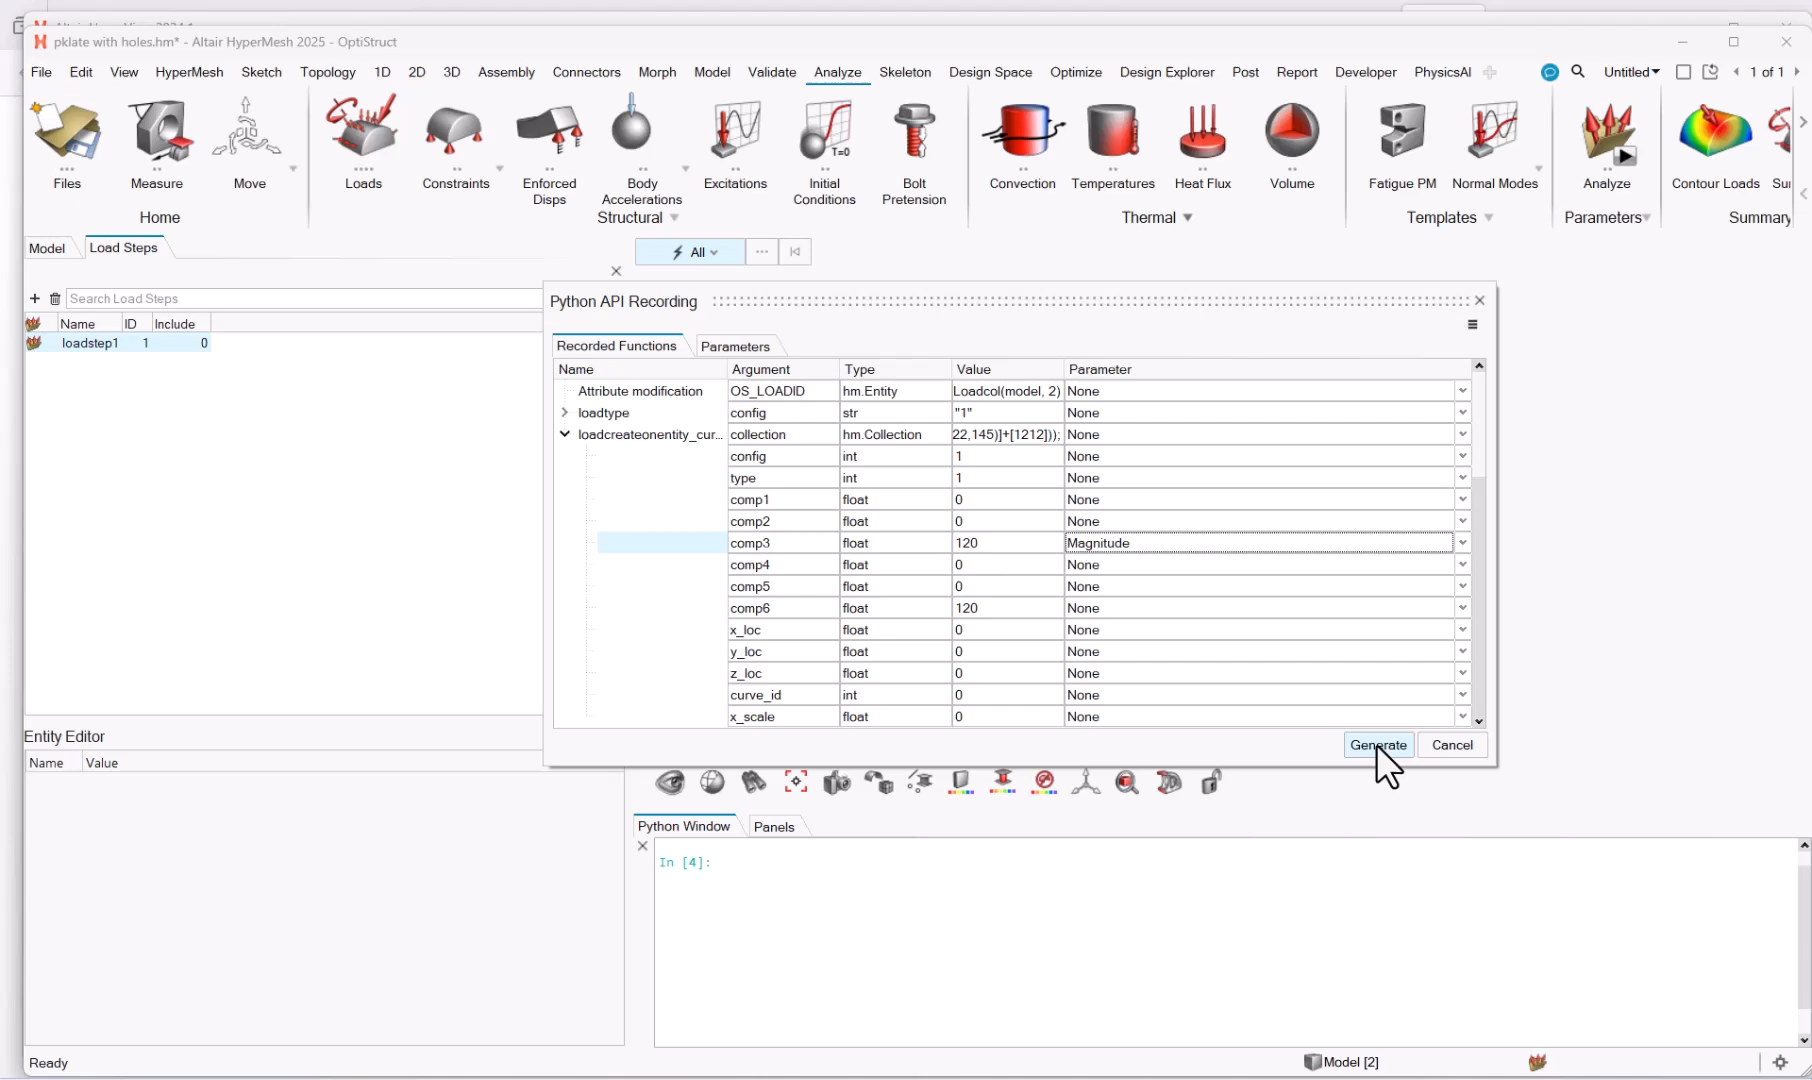 pklate with holes.hm* - Altair HyperMesh 2025 - OptiStruct
File Edit View HyperMesh Sketch Topology 1D 2D 3D Assembly Connectors Morph Model Validate Analyze Skeleton Design Space Optimize Design Explorer Post Report Developer PhysicsAI Untitled 1 of 1
T=0
Files Measure Move Loads Constraints Enforced Disps Body Accelerations Excitations Initial Conditions Bolt Pretension Convection Temperatures Heat Flux Volume Fatigue PM Normal Modes Analyze Contour Loads
Home Structural Thermal Templates Parameters Summary
Model Load Steps
All
Search Load Steps
Name ID Include
loadstep1 1 0
Python API Recording
Recorded Functions Parameters
Name Argument Type Value Parameter
Attribute modification OS_LOADID hm.Entity Loadcol(model, 2) None
loadtype config str "1" None
loadcreateonentity_cur... collection hm.Collection 22,145)]+[1212])); None
config int 1 None
type int 1 None
comp1 float 0 None
comp2 float 0 None
comp3 float 120 Magnitude
comp4 float 0 None
comp5 float 0 None
comp6 float 120 None
x_loc float 0 None
y_loc float 0 None
z_loc float 0 None
curve_id int 0 None
x_scale float 0 None
Generate Cancel
Entity Editor
Name Value
Python Window Panels
In [4]:
Ready
Model [2]